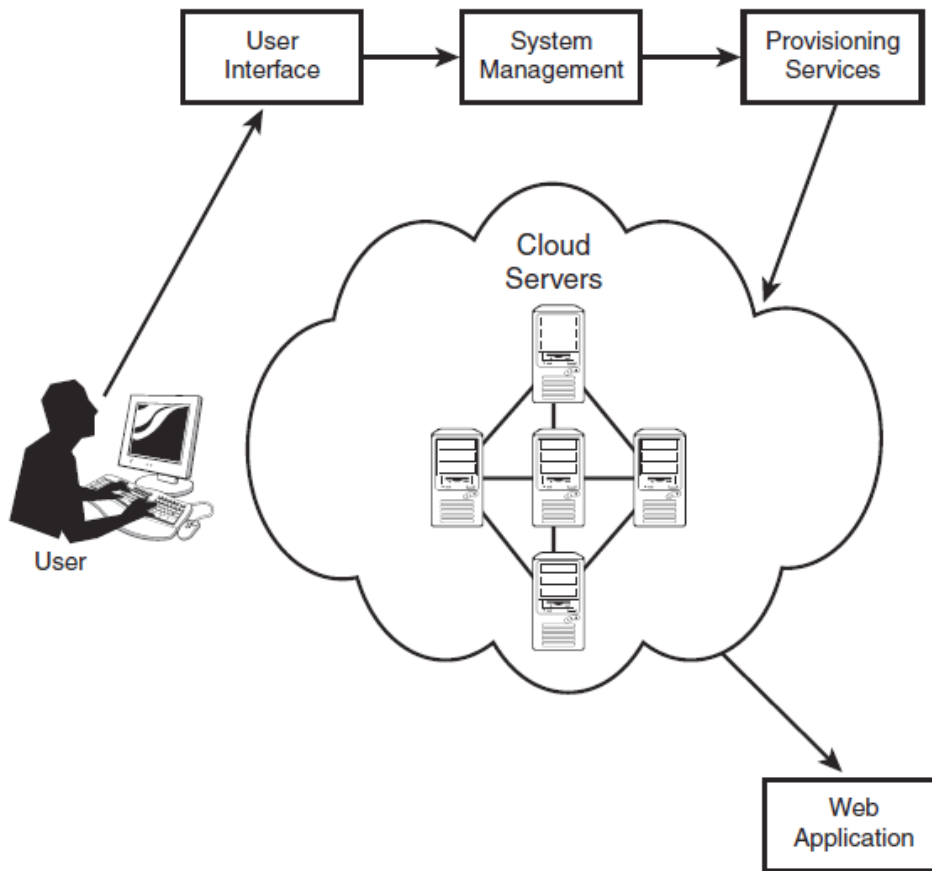 User
Interface
System
Management
Provisioning
Services
Cloud
Servers
User
Web
Application